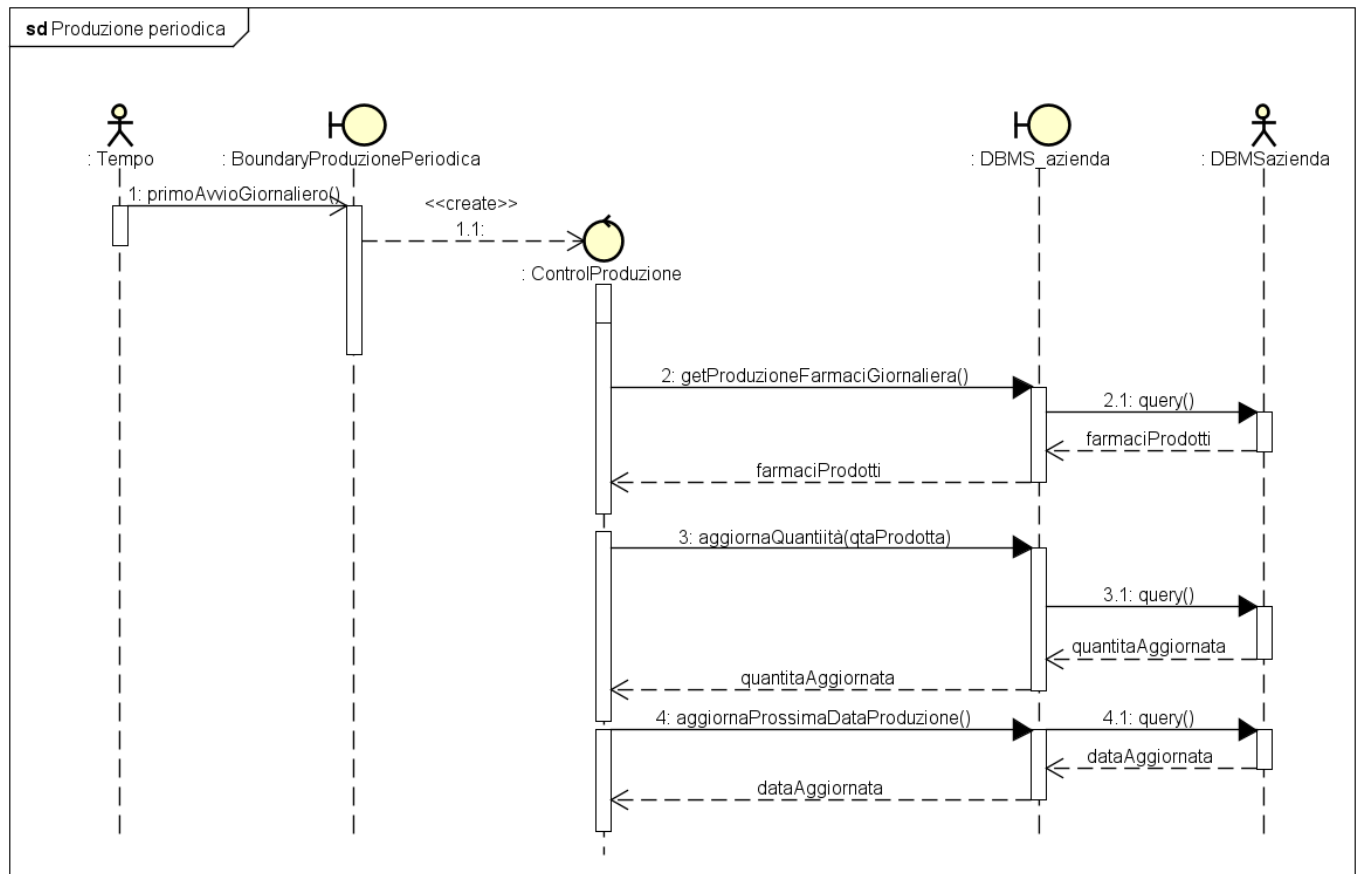 sd Produzione periodica
: Tempo
: BoundaryProduzionePeriodica
: DBMS_azienda
: DBMSazienda
1: primoAvvioGiornaliero()
<<create>>
1.1:
: ControlProduzione
2: getProduzioneFarmaciGiornaliera()
2.1: query()
farmaciProdotti
farmaciProdotti
3: aggiornaQuantiità(qtaProdotta)
3.1: query()
quantitaAggiornata
quantitaAggiornata
4: aggiornaProssimaDataProduzione()
4.1: query()
dataAggiornata
dataAggiornata